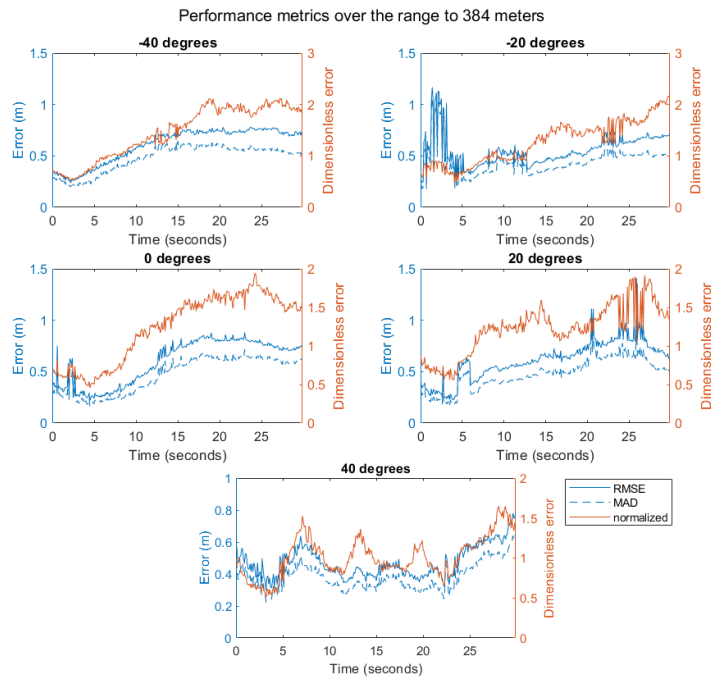 Performance metrics over the range to 384 meters
-40 degrees
1.5
1
0.5
0
3
2
1
0
0 5 10 15 20 25
Error (m)
Dimensionless error
Time (seconds)
-20 degrees
1.5
1
0.5
0
3
2
1
0
0 5 10 15 20 25
Error (m)
Dimensionless error
Time (seconds)
0 degrees
1.5
1
0.5
0
2
1.5
1
0.5
0
0 5 10 15 20 25
Error (m)
Dimensionless error
Time (seconds)
20 degrees
1.5
1
0.5
0
2
1.5
1
0.5
0
0 5 10 15 20 25
Error (m)
Dimensionless error
Time (seconds)
40 degrees
1
0.8
0.6
0.4
0.2
0
2
1.5
1
0.5
0
0 5 10 15 20 25
Error (m)
Dimensionless error
Time (seconds)
RMSE
MAD
normalized